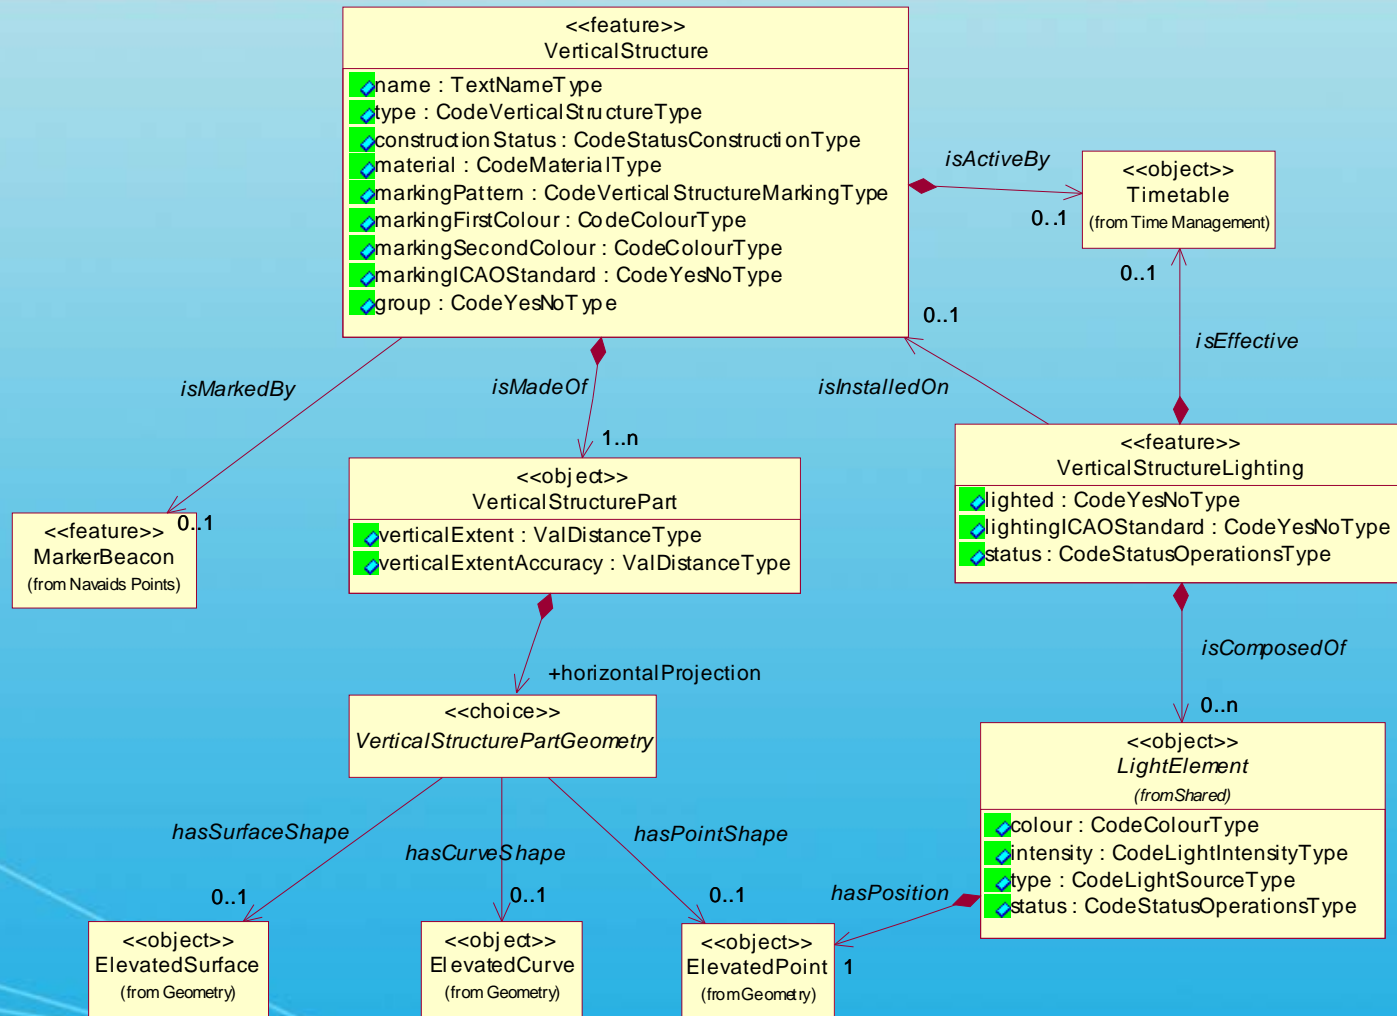 <<feature>>
VerticalStructure
name : TextNameType
type : CodeVerticalStructureType
constructionStatus : CodeStatusConstructionType
material : CodeMaterialType
markingPattern : CodeVerticalStructureMarkingType
markingFirstColour : CodeColourType
markingSecondColour : CodeColourType
markingICAOStandard : CodeYesNoType
group : CodeYesNoType
isActiveBy
0..1
<<object>>
Timetable
(from Time Management)
0..1
isEffective
0..1
isInstalledOn
isMarkedBy
0..1
isMadeOf
1..n
<<feature>>
MarkerBeacon
(from Navaids Points)
<<object>>
VerticalStructurePart
verticalExtent : ValDistanceType
verticalExtentAccuracy : ValDistanceType
<<feature>>
VerticalStructureLighting
lighted : CodeYesNoType
lightingICAOStandard : CodeYesNoType
status : CodeStatusOperationsType
isComposedOf
0..n
+horizontalProjection
<<choice>>
VerticalStructurePartGeometry
<<object>>
LightElement
(from Shared)
colour : CodeColourType
intensity : CodeLightIntensityType
type : CodeLightSourceType
status : CodeStatusOperationsType
hasSurfaceShape
0..1
hasCurveShape
0..1
hasPointShape
0..1
hasPosition
1
<<object>>
ElevatedSurface
(from Geometry)
<<object>>
ElevatedCurve
(from Geometry)
<<object>>
ElevatedPoint
(from Geometry)